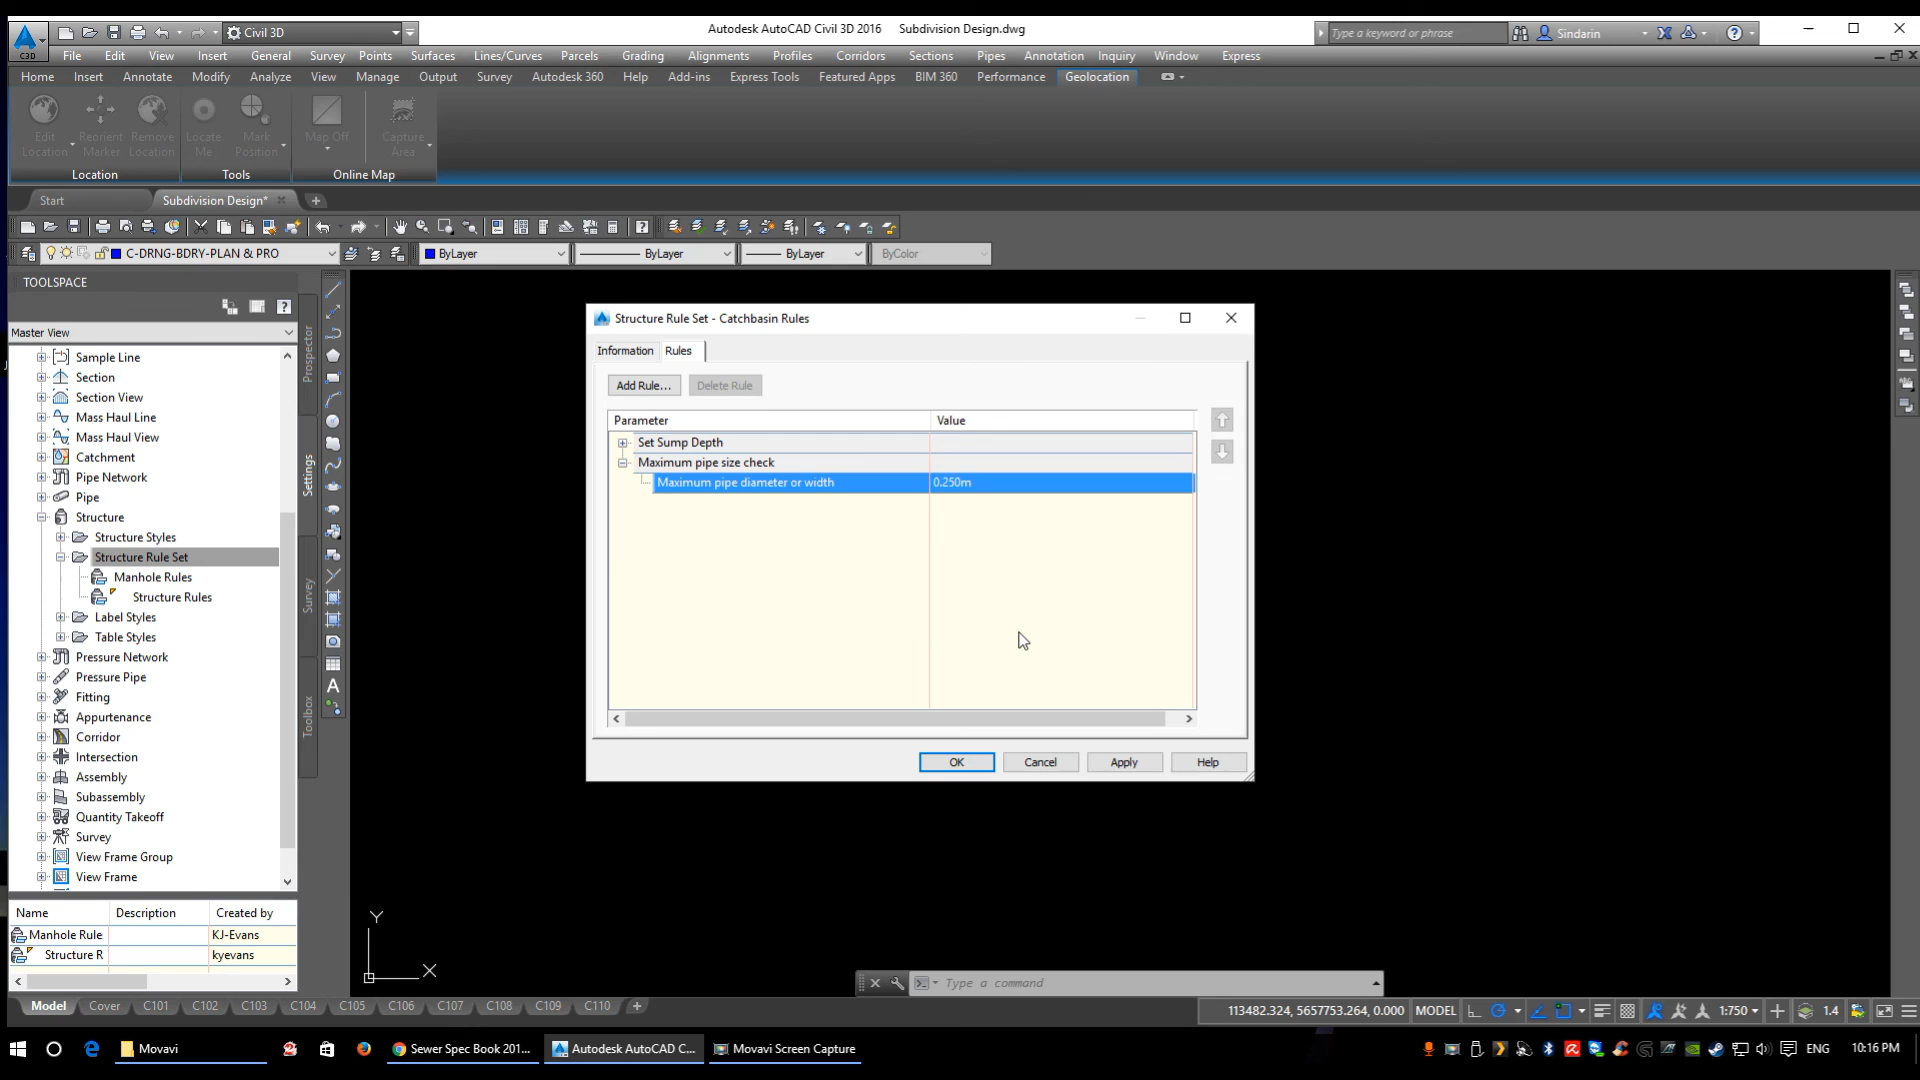 Civil 3D
Autodesk AutoCAD Civil 3D 2016 Subdivision Design.dwg
Type a keyword or phrase
Sindarin
C3D
File Edit View Insert General Survey Points Surfaces Lines/Curves Parcels Grading Alignments Profiles Corridors Sections Pipes Annotation Inquiry Window Express
Home Insert Annotate Modify Analyze View Manage Output Survey Autodesk 360 Help Add-ins Express Tools Featured Apps BIM 360 Performance Geolocation
Edit Location
Reorient Marker
Remove Location
Locate Me
Mark Position
Map Off
Capture Area
Location Tools Online Map
Start
Subdivision Design*
C-DRNG-BDRY-PLAN & PRO
ByLayer
ByLayer
ByLayer
ByColor
TOOLSPACE
Master View
Sample Line
Section
Section View
Mass Haul Line
Mass Haul View
Catchment
Pipe Network
Pipe
Structure
Structure Styles
Structure Rule Set
Manhole Rules
Structure Rules
Label Styles
Table Styles
Pressure Network
Pressure Pipe
Fitting
Appurtenance
Corridor
Intersection
Assembly
Subassembly
Quantity Takeoff
Survey
View Frame Group
View Frame
Prospector
Settings
Survey
Toolbox
Name Description Created by
Manhole Rule KJ-Evans
Structure R kyevans
Structure Rule Set - Catchbasin Rules
Information Rules
Add Rule... Delete Rule
Parameter Value
Set Sump Depth
Maximum pipe size check
Maximum pipe diameter or width 0.250m
OK Cancel Apply Help
Y
X
Type a command
Model Cover C101 C102 C103 C104 C105 C106 C107 C108 C109 C110
113482.324, 5657753.264, 0.000 MODEL 1:750 1.4
Movavi
Sewer Spec Book 201...
Autodesk AutoCAD C...
Movavi Screen Capture
ENG
10:16 PM